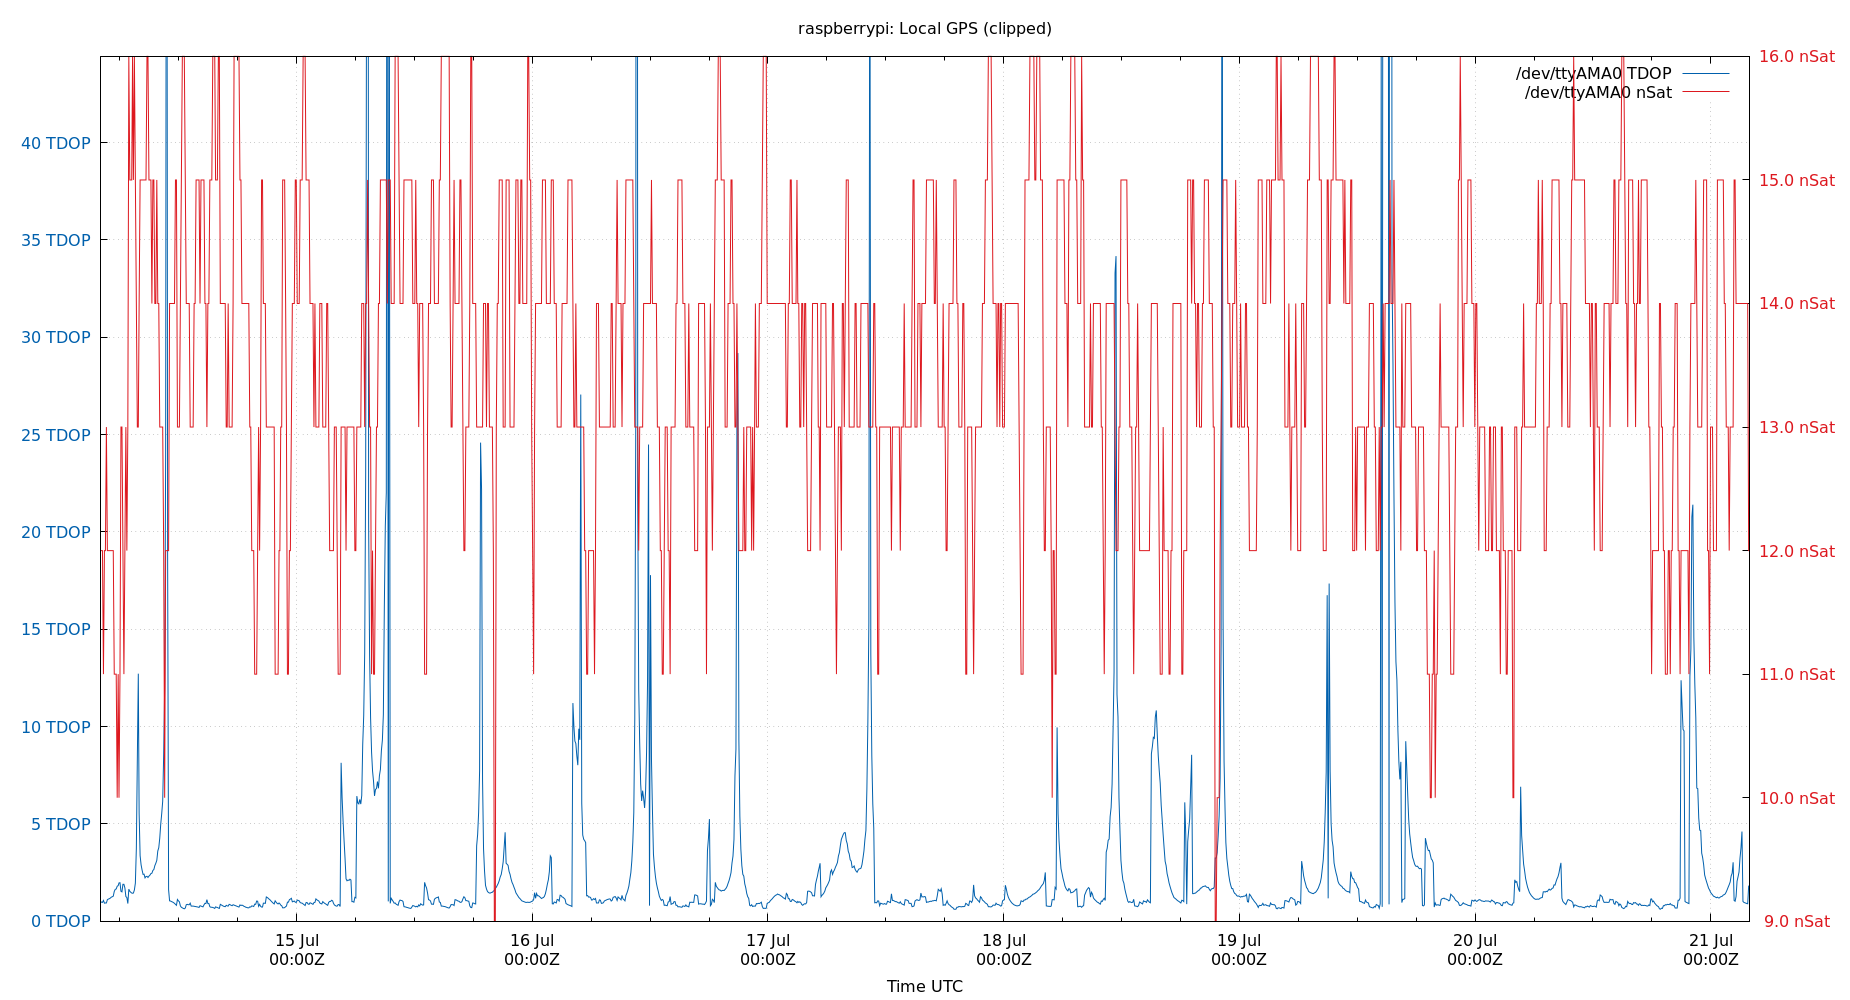 raspberrypi: Local GPS (clipped)
16.0 nSat
/dev/ttyAMA0 TDOP
/dev/ttyAMA0 nSat
40 TDOP
15.0 nSat
35 TDOP
14.0 nSat
30 TDOP
13.0 nSat
25 TDOP
12.0 nSat
20 TDOP
15 TDOP
11.0 nSat
10 TDOP
10.0 nSat
5 TDOP
0 TDOP
9.0 nSat
15 Jul 16 Jul 17 Jul 18 Jul 19 Jul 20 Jul 21 Jul
00:00Z 00:00Z 00:00Z 00:00Z 00:00Z 00:00Z 00:00Z
Time UTC